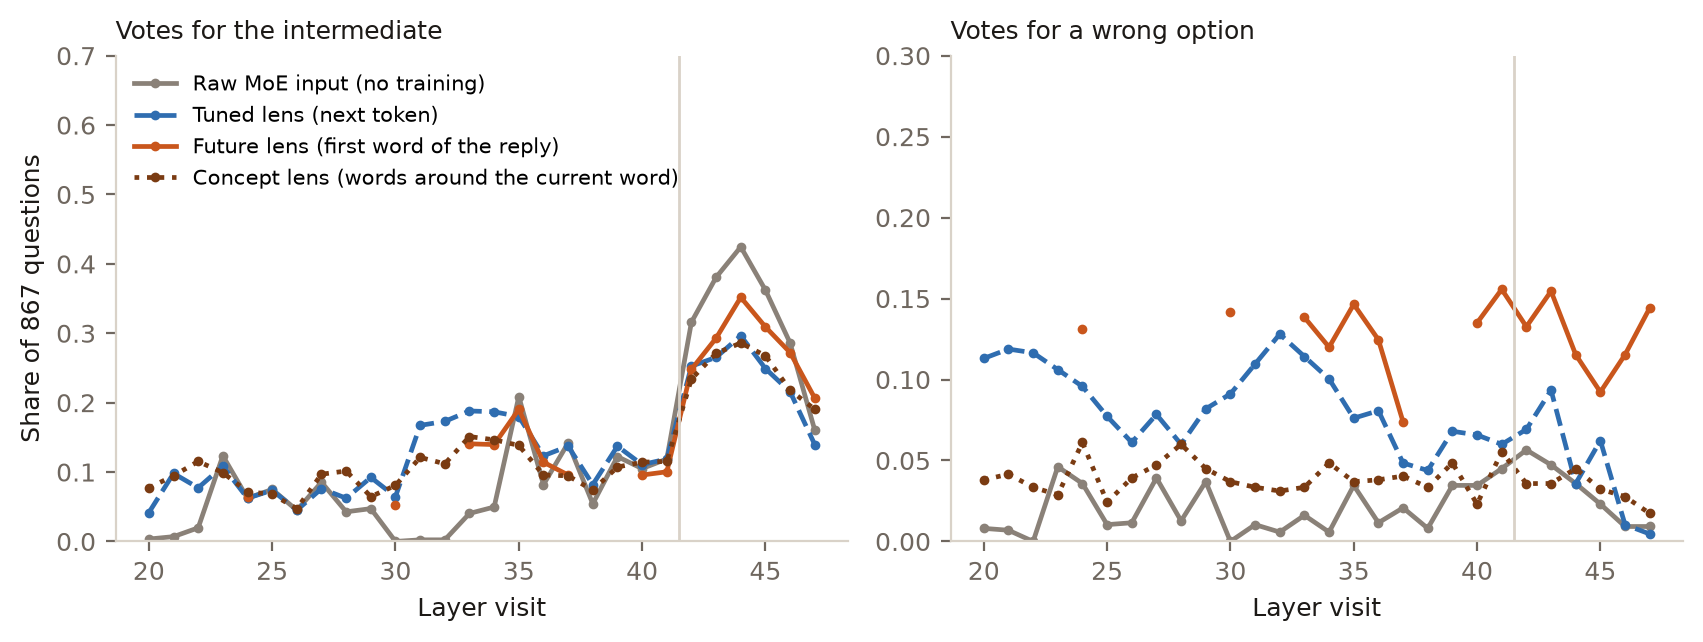 Votes for the intermediate
0.7
0.6
0.5
0.4
0.3
0.2
0.1
0.0
Share of 867 questions
Raw MoE input (no training)
Tuned lens (next token)
Future lens (first word of the reply)
Concept lens (words around the current word)
20 25 30 35 40 45
Layer visit
Votes for a wrong option
0.30
0.25
0.20
0.15
0.10
0.05
0.00
20 25 30 35 40 45
Layer visit